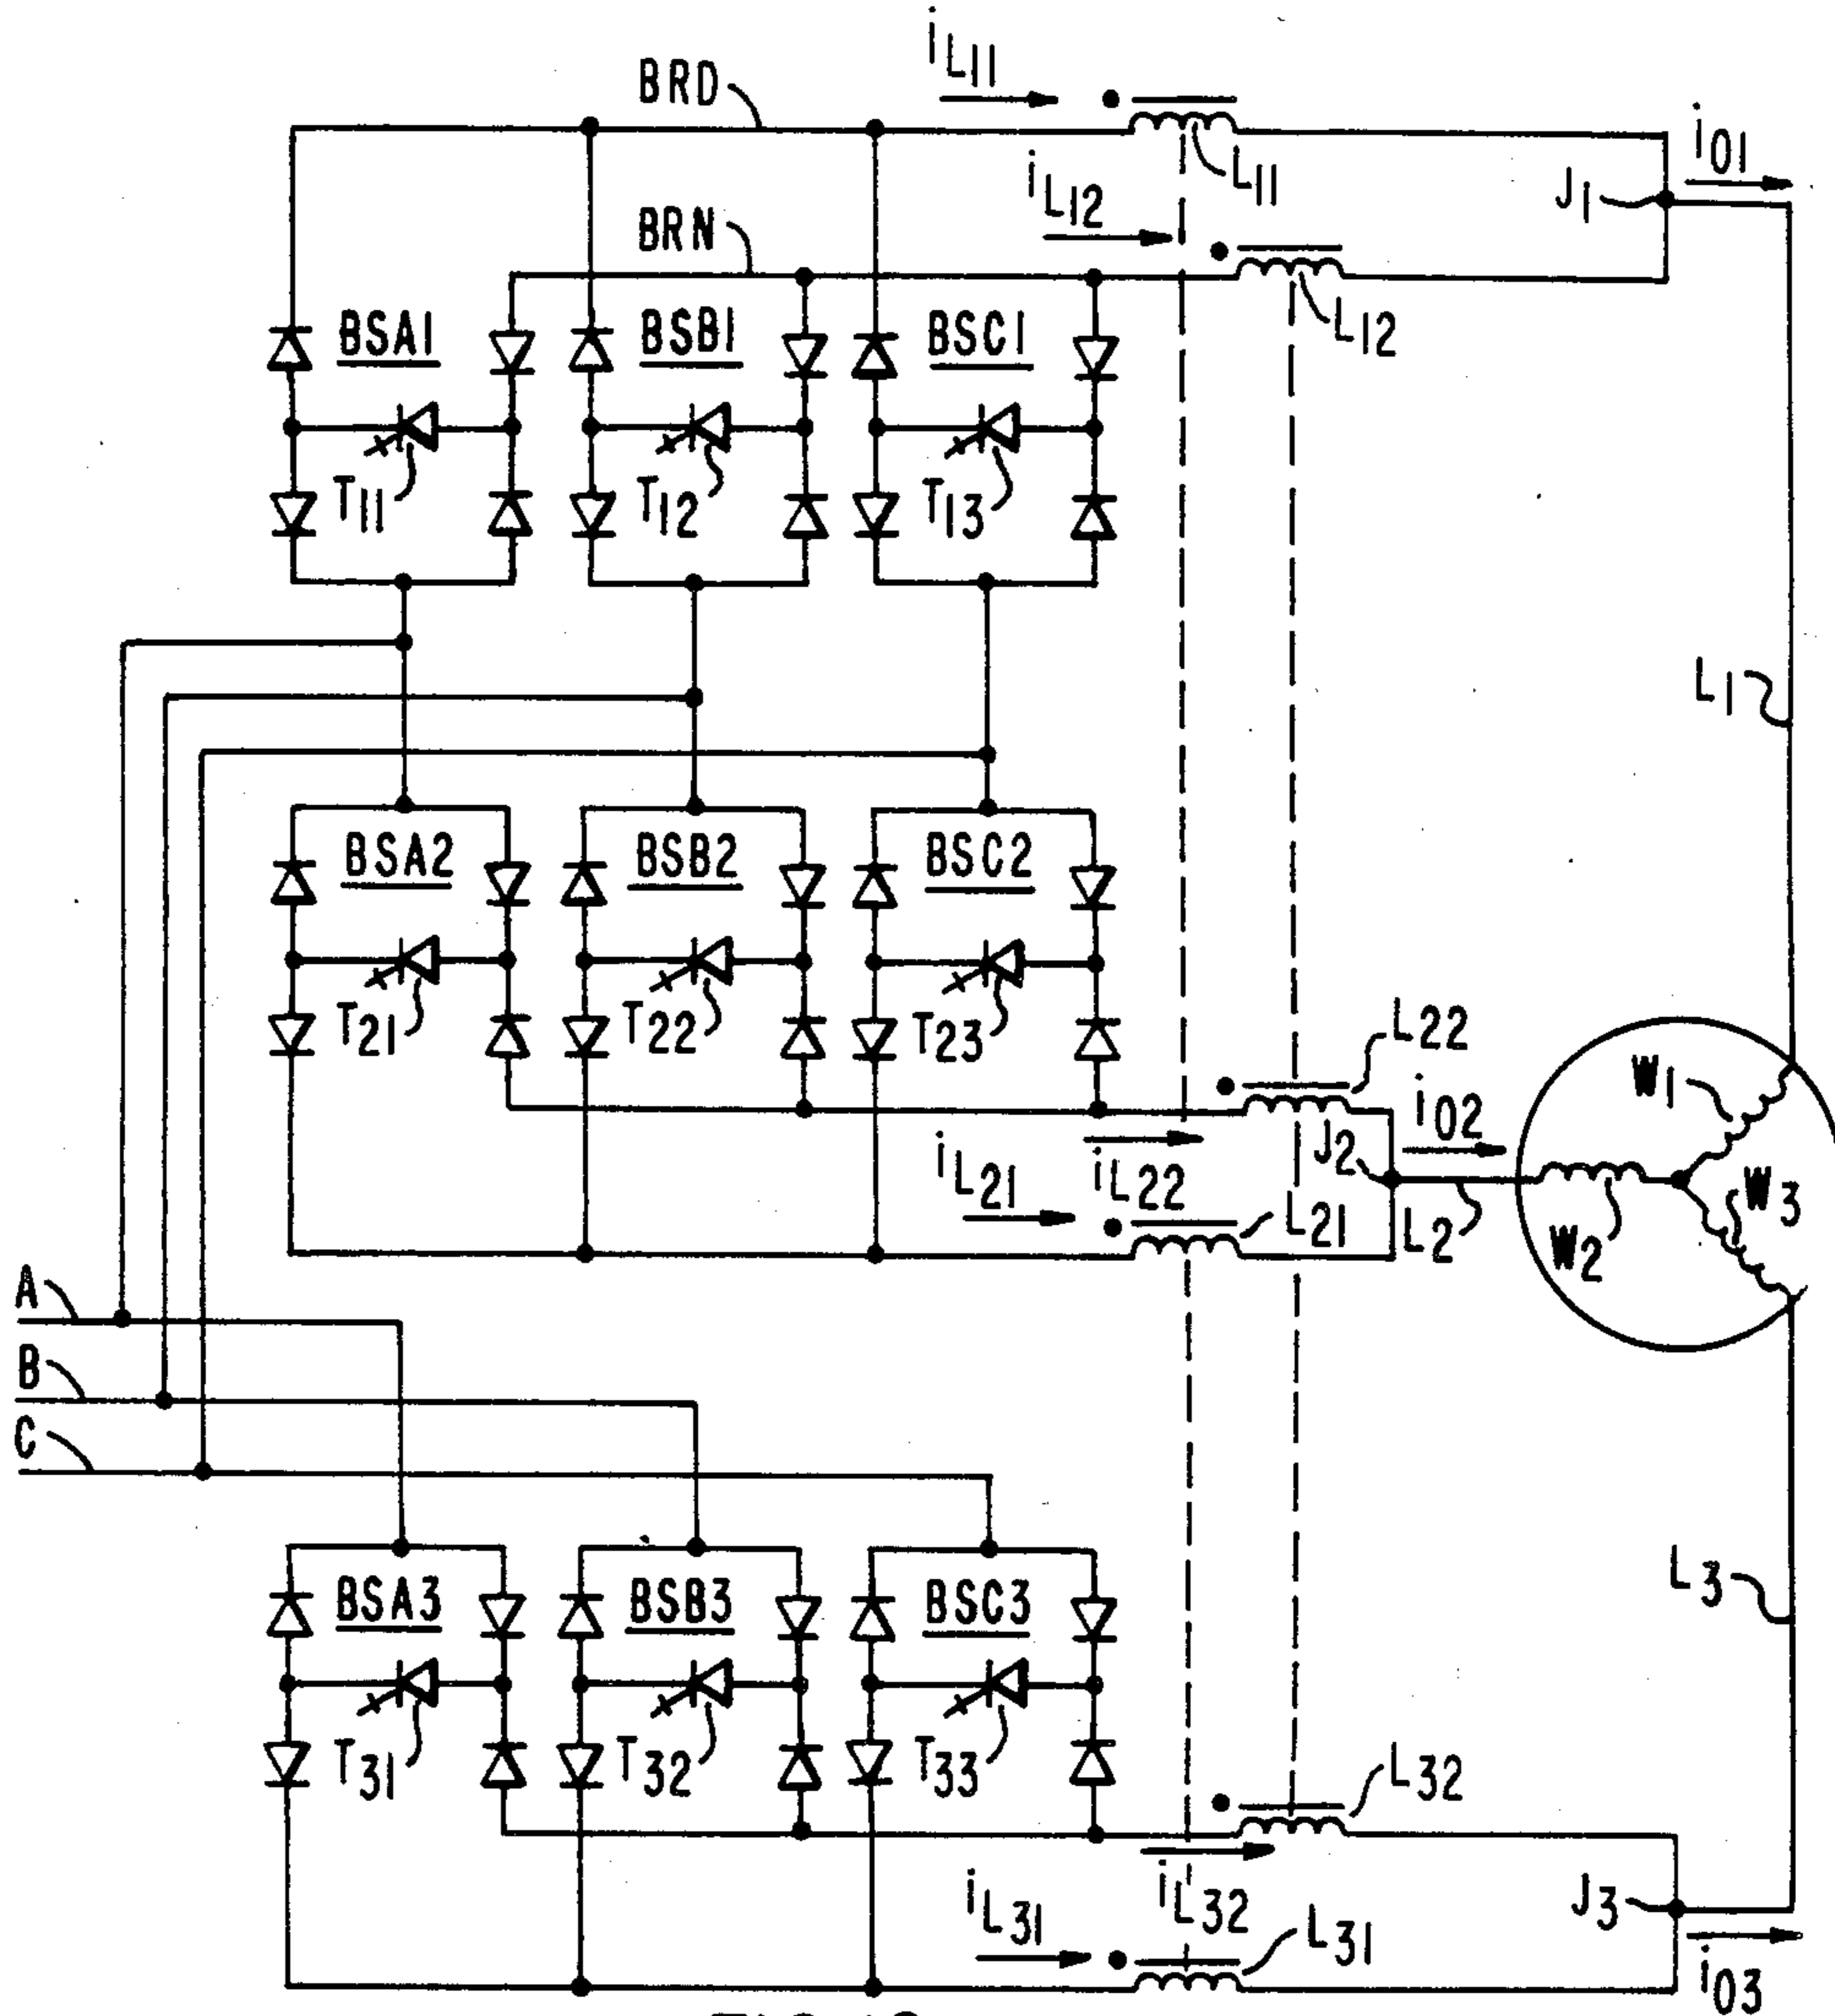 iL11
BRD
i01
iL12
L11
J1
BRN
L12
BSA1 BSB1 BSC1
T11 T12 T13
L1
BSA2 BSB2 BSC2
T21 T22 T23
L22
W1
i02
J2
iL21 iL22
L21
L2
W2
W3
A
B
C
BSA3 BSB3 BSC3
L3
T31 T32 T33
L32
iL31
iL32
L31
J3
i03